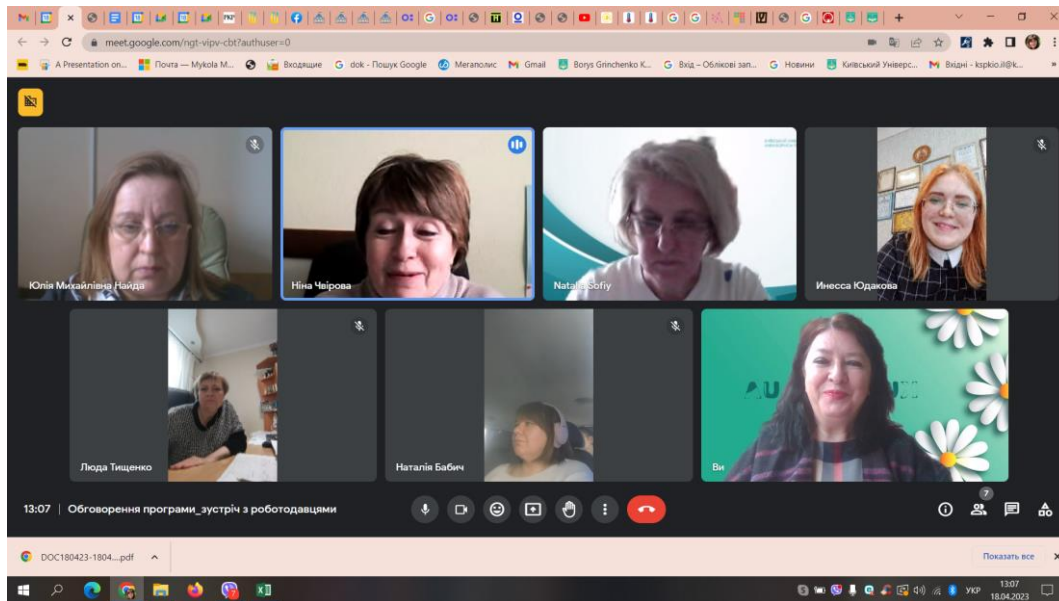 meet.google.com/ngt-vipv-cbt?authuser=0
A Presentation on...
Почта — Mykola M...
Входящие
dok - Пошук Google
Мегаполис
Gmail
Borys Grinchenko K...
Вхід – Облікові зап...
Новини
Київський Універс...
Вхідні - kspkio.il@k...
Юлія Михайлівна Найда
Ніна Чвірова
Natalia Sofiy
Инесса Юдакова
Люда Тищенко
Наталія Бабич
Ви
13:07 | Обговорення програми_зустріч з роботодавцями
7
DOC180423-1804....pdf
Показать все
УКР
13:07
18.04.2023